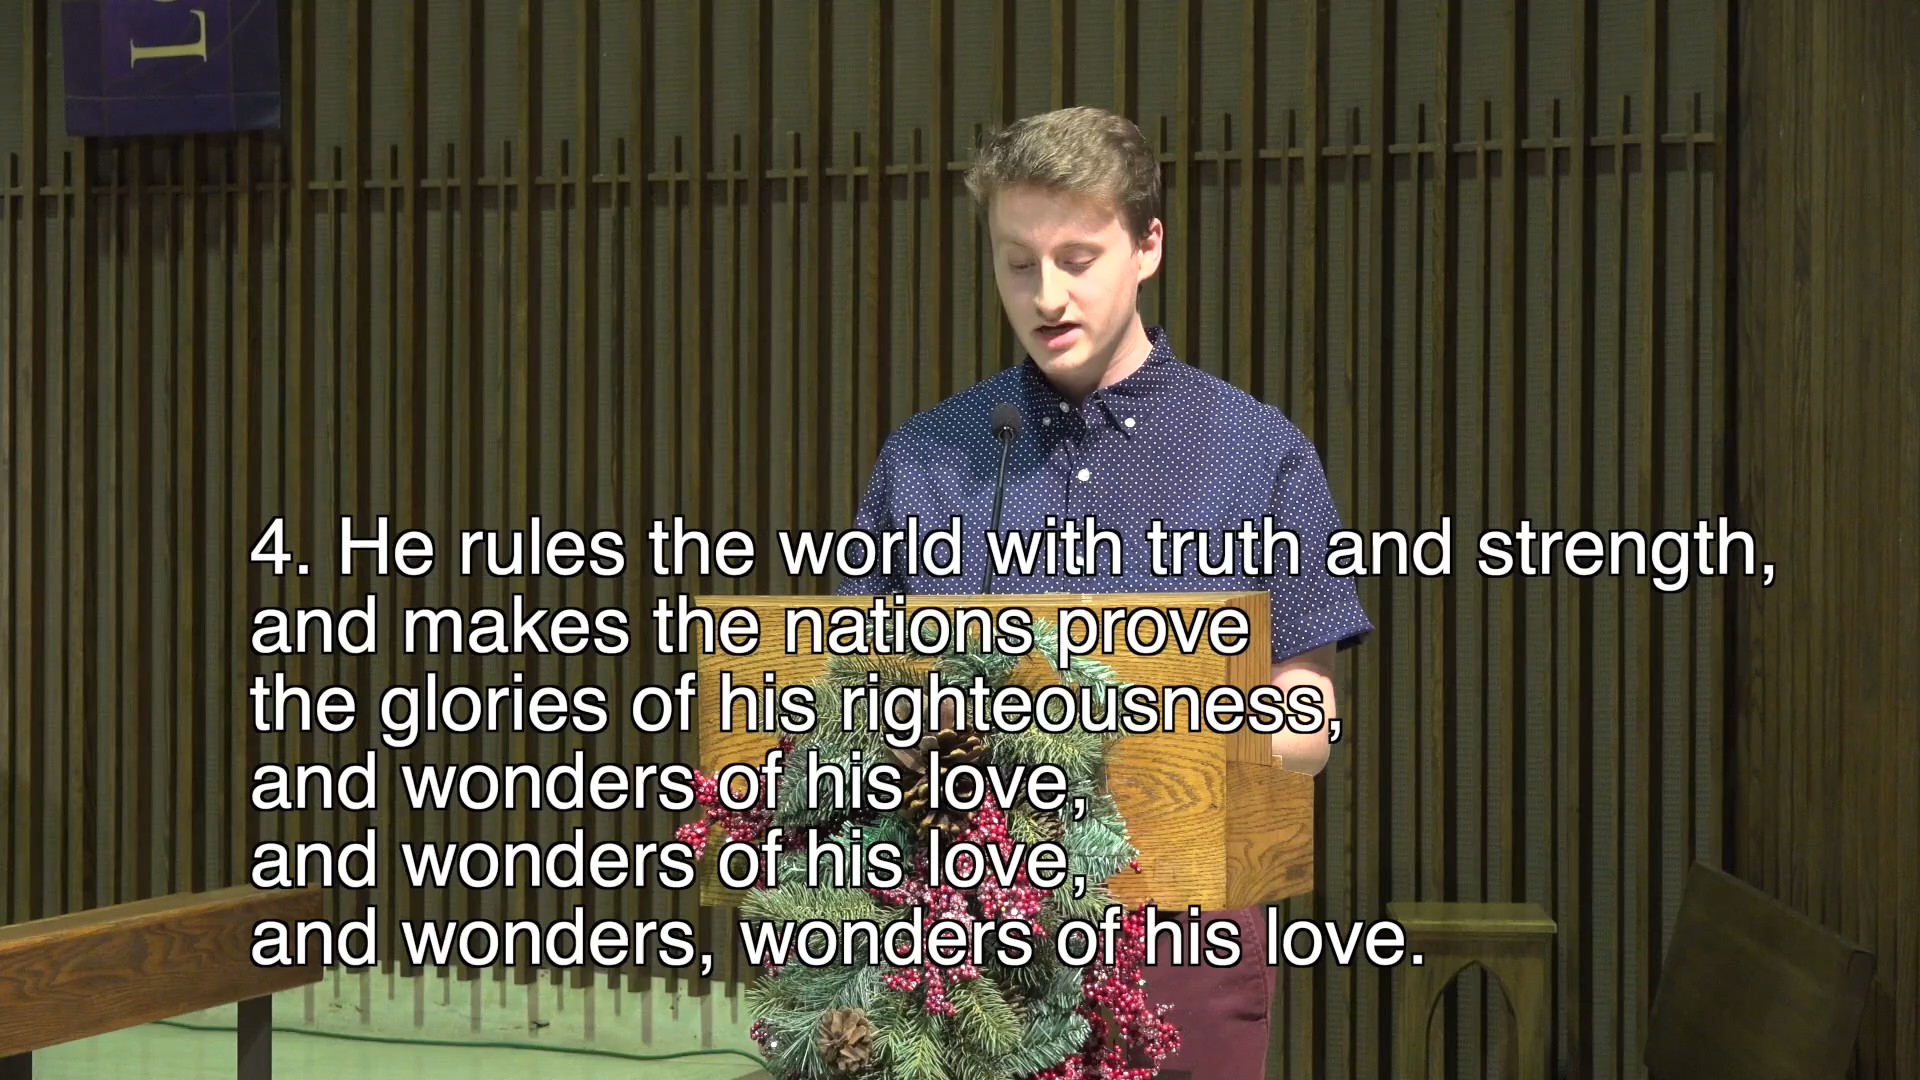 4. He rules the world with truth and strength,
and makes the nations prove
the glories of his righteousness,
and wonders of his love,
and wonders of his love,
and wonders, wonders of his love.